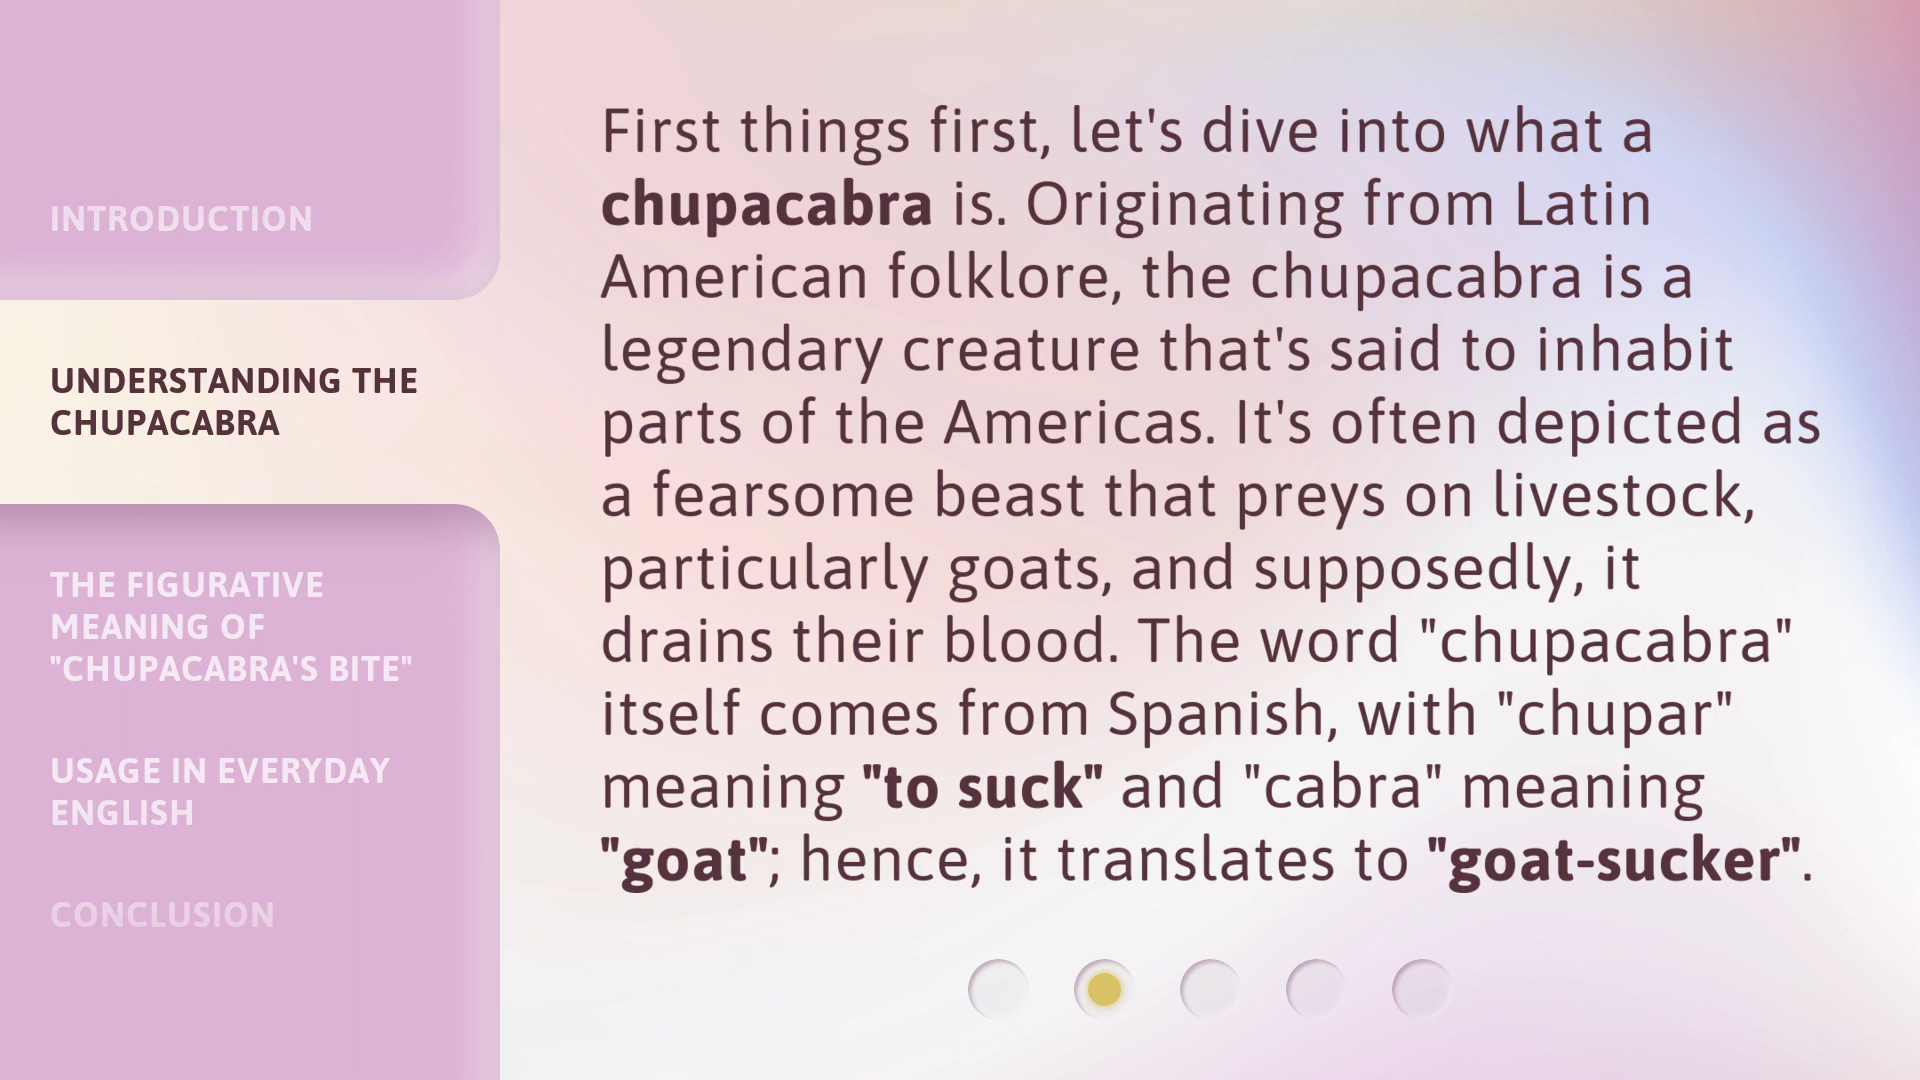 INTRODUCTION
UNDERSTANDING THE
CHUPACABRA
THE FIGURATIVE
MEANING OF
"CHUPACABRA'S BITE"
USAGE IN EVERYDAY
ENGLISH
CONCLUSION
First things first, let's dive into what a
chupacabra is. Originating from Latin
American folklore, the chupacabra is a
legendary creature that's said to inhabit
parts of the Americas. It's often depicted as
a fearsome beast that preys on livestock,
particularly goats, and supposedly, it
drains their blood. The word "chupacabra"
itself comes from Spanish, with "chupar"
meaning "to suck" and "cabra" meaning
"goat"; hence, it translates to "goat-sucker".